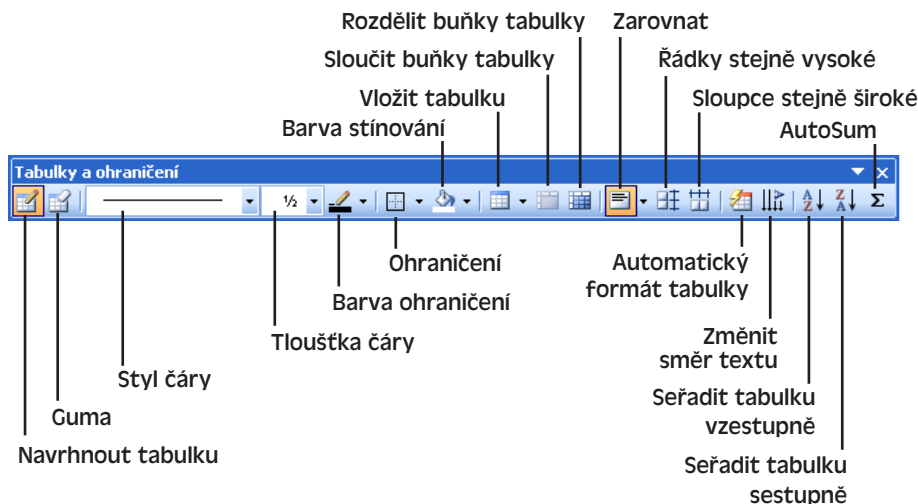 Rozdělit buňky tabulky
Zarovnat
Sloučit buňky tabulky
Řádky stejně vysoké
Vložit tabulku
Sloupce stejně široké
Barva stínování
AutoSum
Tabulky a ohraničení
½
A
Z
Z
A
Σ
Ohraničení
Automatický
formát tabulky
Barva ohraničení
Tloušťka čáry
Změnit
směr textu
Styl čáry
Seřadit tabulku
vzestupně
Guma
Navrhnout tabulku
Seřadit tabulku
sestupně